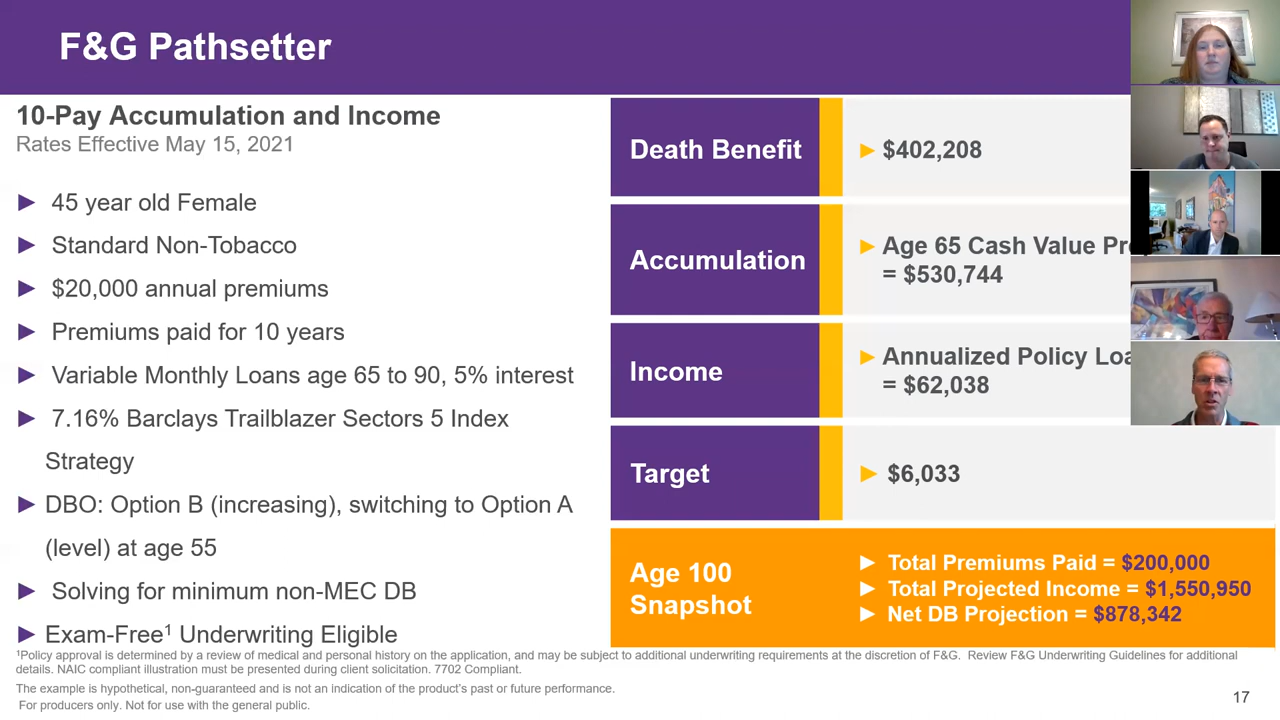 F&G Pathsetter
10-Pay Accumulation and Income
Rates Effective May 15, 2021
► 45 year old Female
► Standard Non-Tobacco
► $20,000 annual premiums
► Premiums paid for 10 years
► Variable Monthly Loans age 65 to 90, 5% interest
► 7.16% Barclays Trailblazer Sectors 5 Index
Strategy
► DBO: Option B (increasing), switching to Option A
(level) at age 55
► Solving for minimum non-MEC DB
► Exam-Free¹ Underwriting Eligible
Death Benefit
► $402,208
Accumulation
► Age 65 Cash Value
= $530,744
Income
► Annualized Policy
= $62,038
Target
► $6,033
Age 100
Snapshot
► Total Premiums Paid = $200,000
► Total Projected Income = $1,550,950
► Net DB Projection = $878,342
¹Policy approval is determined by a review of medical and personal history on the application, and may be subject to additional underwriting requirements at the discretion of F&G. Review F&G Underwriting Guidelines for additional
details. NAIC compliant illustration must be presented during client solicitation. 7702 Compliant.
The example is hypothetical, non-guaranteed and is not an indication of the product's past or future performance.
For producers only. Not for use with the general public.
17